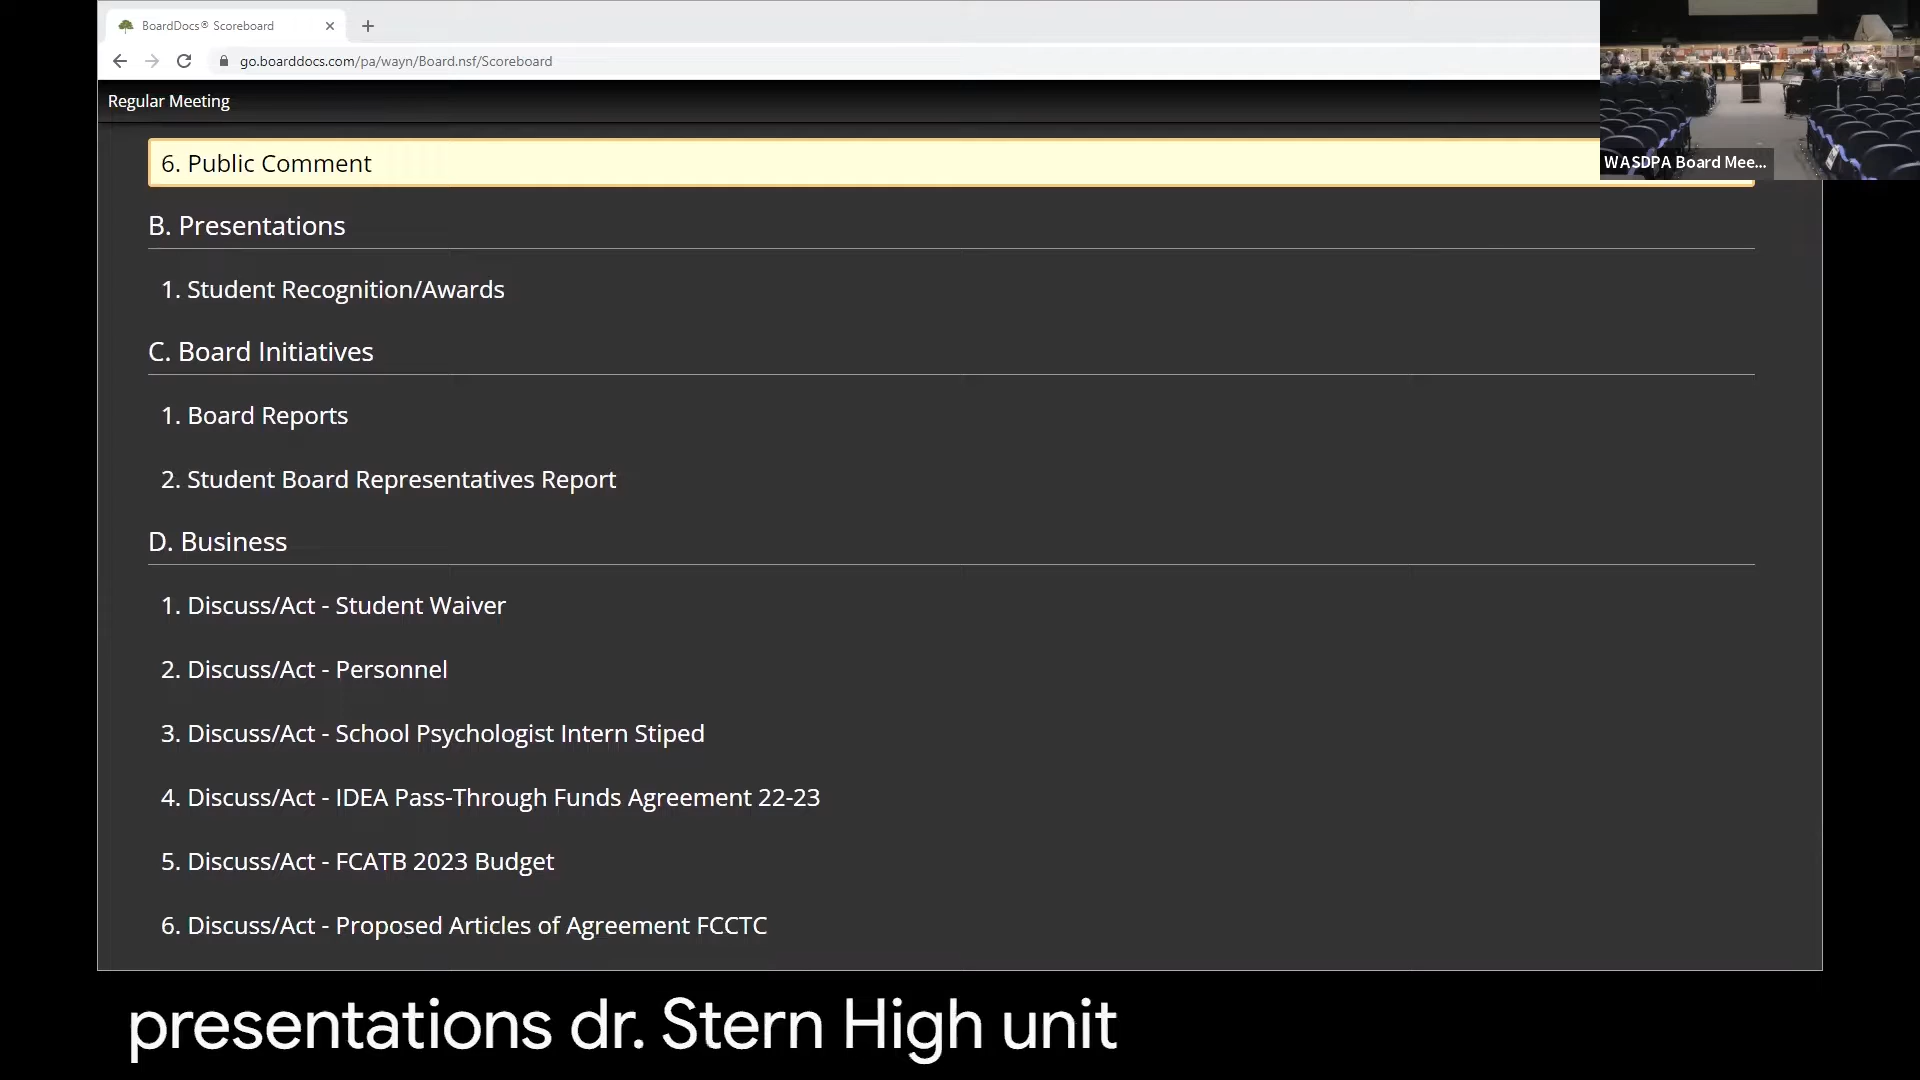 BoardDocs® Scoreboard
go.boarddocs.com/pa/wayn/Board.nsf/Scoreboard
Regular Meeting
WASDPA Board Mee...
6. Public Comment
B. Presentations
1. Student Recognition/Awards
C. Board Initiatives
1. Board Reports
2. Student Board Representatives Report
D. Business
1. Discuss/Act - Student Waiver
2. Discuss/Act - Personnel
3. Discuss/Act - School Psychologist Intern Stiped
4. Discuss/Act - IDEA Pass-Through Funds Agreement 22-23
5. Discuss/Act - FCATB 2023 Budget
6. Discuss/Act - Proposed Articles of Agreement FCCTC
presentations dr. Stern High unit